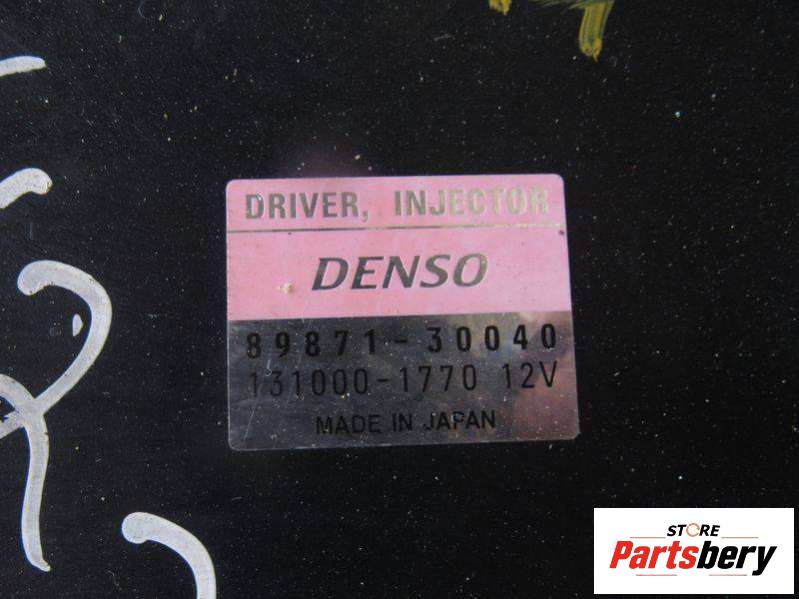 DRIVER, INJECTOR
DENSO
89871-30040
131000-1770 12V
MADE IN JAPAN
STORE
Partsbery